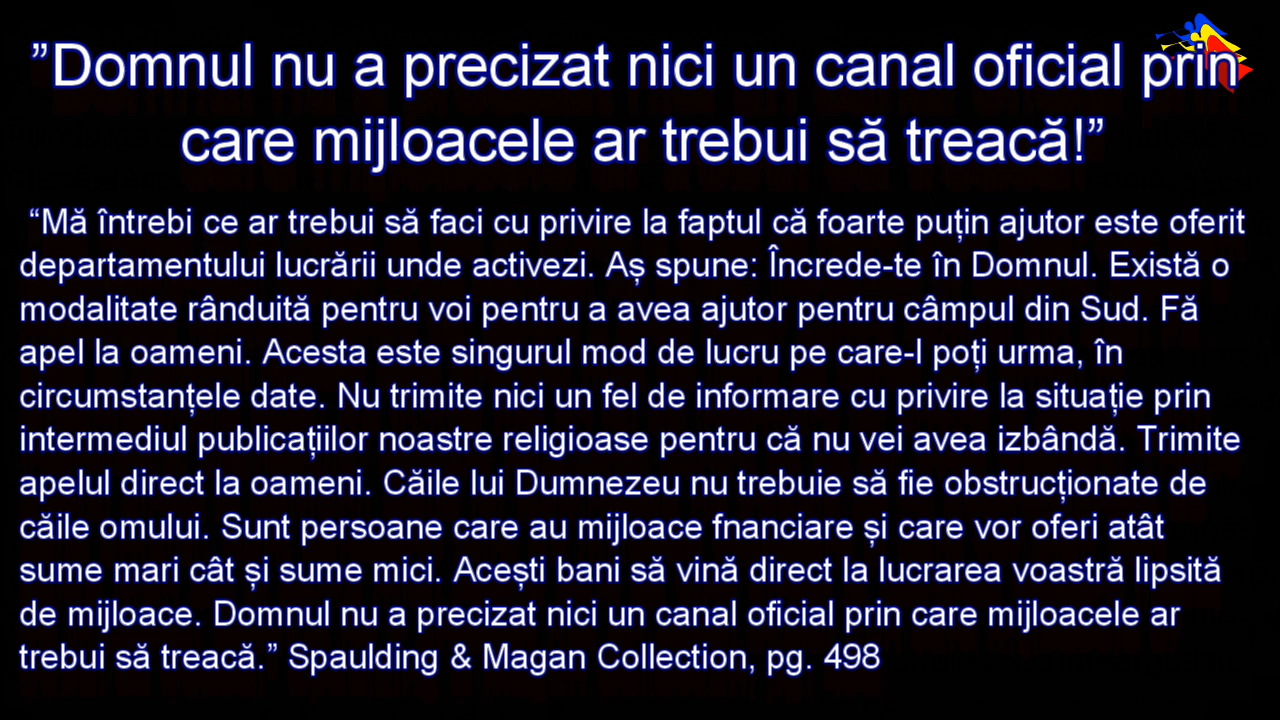 ”Domnul nu a precizat nici un canal oficial prin
care mijloacele ar trebui să treacă!”
“Mă întrebi ce ar trebui să faci cu privire la faptul că foarte puțin ajutor este oferit
departamentului lucrării unde activezi. Aș spune: Încrede-te în Domnul. Există o
modalitate rânduită pentru voi pentru a avea ajutor pentru câmpul din Sud. Fă
apel la oameni. Acesta este singurul mod de lucru pe care-l poți urma, în
circumstanțele date. Nu trimite nici un fel de informare cu privire la situație prin
intermediul publicațiilor noastre religioase pentru că nu vei avea izbândă. Trimite
apelul direct la oameni. Căile lui Dumnezeu nu trebuie să fie obstrucționate de
căile omului. Sunt persoane care au mijloace fnanciare și care vor oferi atât
sume mari cât și sume mici. Acești bani să vină direct la lucrarea voastră lipsită
de mijloace. Domnul nu a precizat nici un canal oficial prin care mijloacele ar
trebui să treacă.” Spaulding & Magan Collection, pg. 498